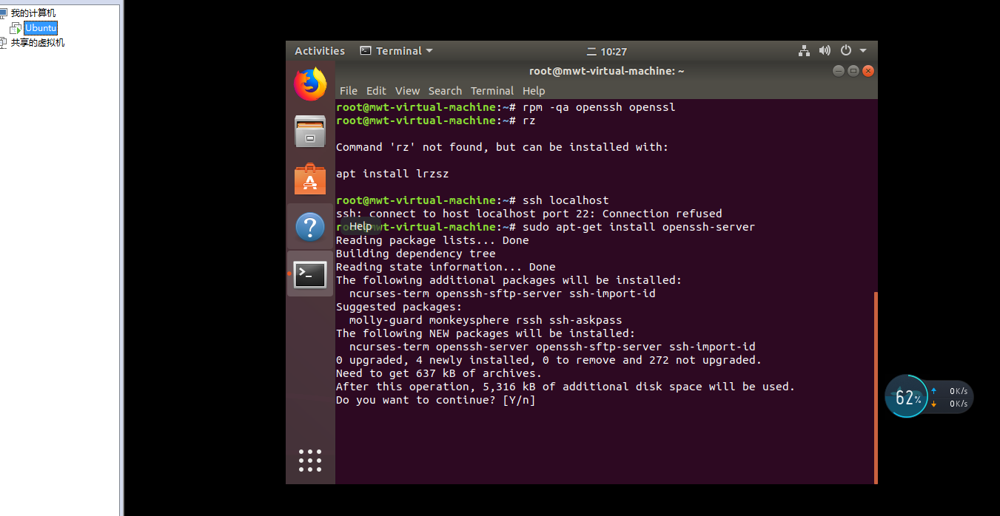 我的计算机
Ubuntu
共享的虚拟机
Activities Terminal 二 10:27
root@mwt-virtual-machine: ~
File Edit View Search Terminal Help
root@mwt-virtual-machine:~# rpm -qa openssh openssl
root@mwt-virtual-machine:~# rz
Command 'rz' not found, but can be installed with:
apt install lrzsz
root@mwt-virtual-machine:~# ssh localhost
ssh: connect to host localhost port 22: Connection refused
Help
root@mwt-virtual-machine:~# sudo apt-get install openssh-server
Reading package lists... Done
Building dependency tree
Reading state information... Done
The following additional packages will be installed:
ncurses-term openssh-sftp-server ssh-import-id
Suggested packages:
molly-guard monkeysphere rssh ssh-askpass
The following NEW packages will be installed:
ncurses-term openssh-server openssh-sftp-server ssh-import-id
0 upgraded, 4 newly installed, 0 to remove and 272 not upgraded.
Need to get 637 kB of archives.
After this operation, 5,316 kB of additional disk space will be used.
Do you want to continue? [Y/n]
62%
0K/s
0K/s